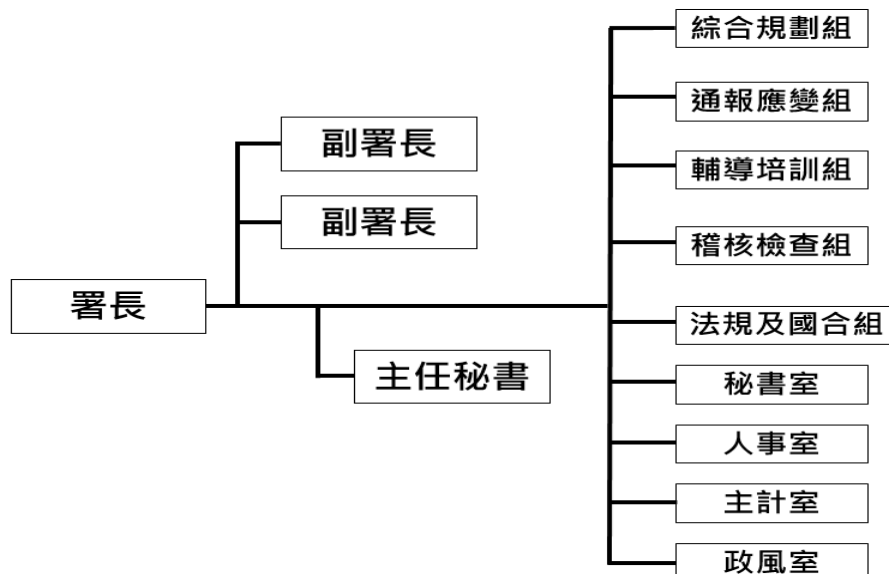 署長
副署長
副署長
主任秘書
綜合規劃組
通報應變組
輔導培訓組
稽核檢查組
法規及國合組
秘書室
人事室
主計室
政風室